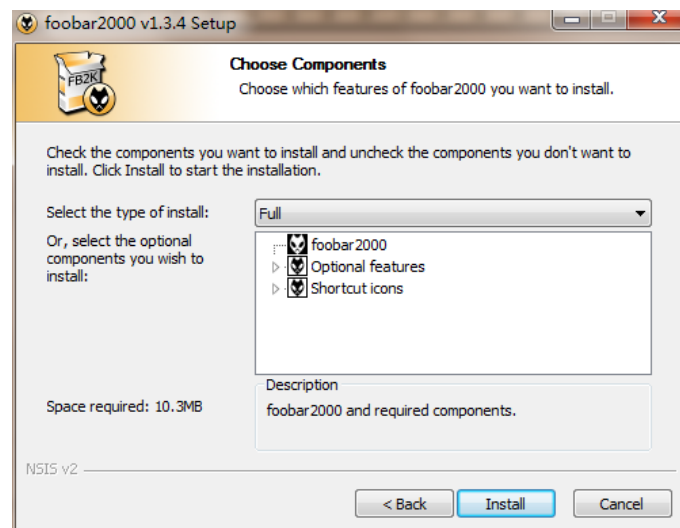 foobar2000 v1.3.4 Setup
FB2K
Choose Components
Choose which features of foobar2000 you want to install.
Check the components you want to install and uncheck the components you don't want to
install. Click Install to start the installation.
Select the type of install:
Full
Or, select the optional
components you wish to
install:
foobar2000
Optional features
Shortcut icons
Space required: 10.3MB
Description
foobar2000 and required components.
NSIS v2
< Back
Install
Cancel